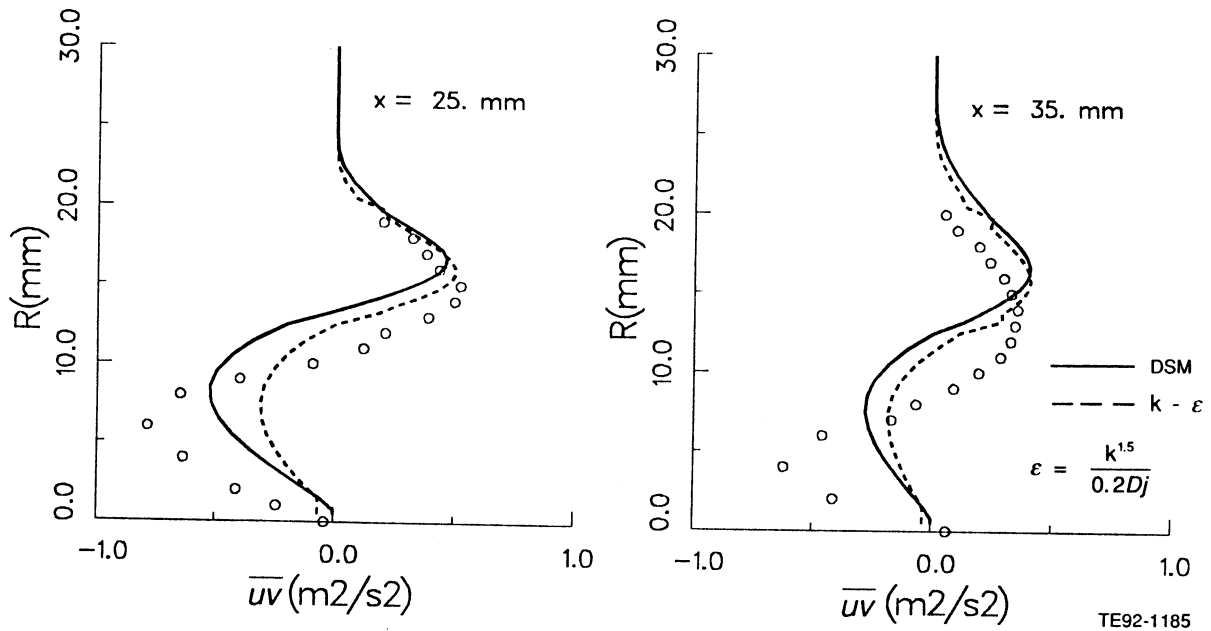 30.0
20.0
10.0
0.0
R(mm)
x = 25. mm
-1.0
0.0
1.0
uv (m2/s2)
30.0
20.0
10.0
0.0
R(mm)
x = 35. mm
DSM
k - ε
ε = k^1.5 / 0.2Dj
-1.0
0.0
1.0
uv (m2/s2)
TE92-1185